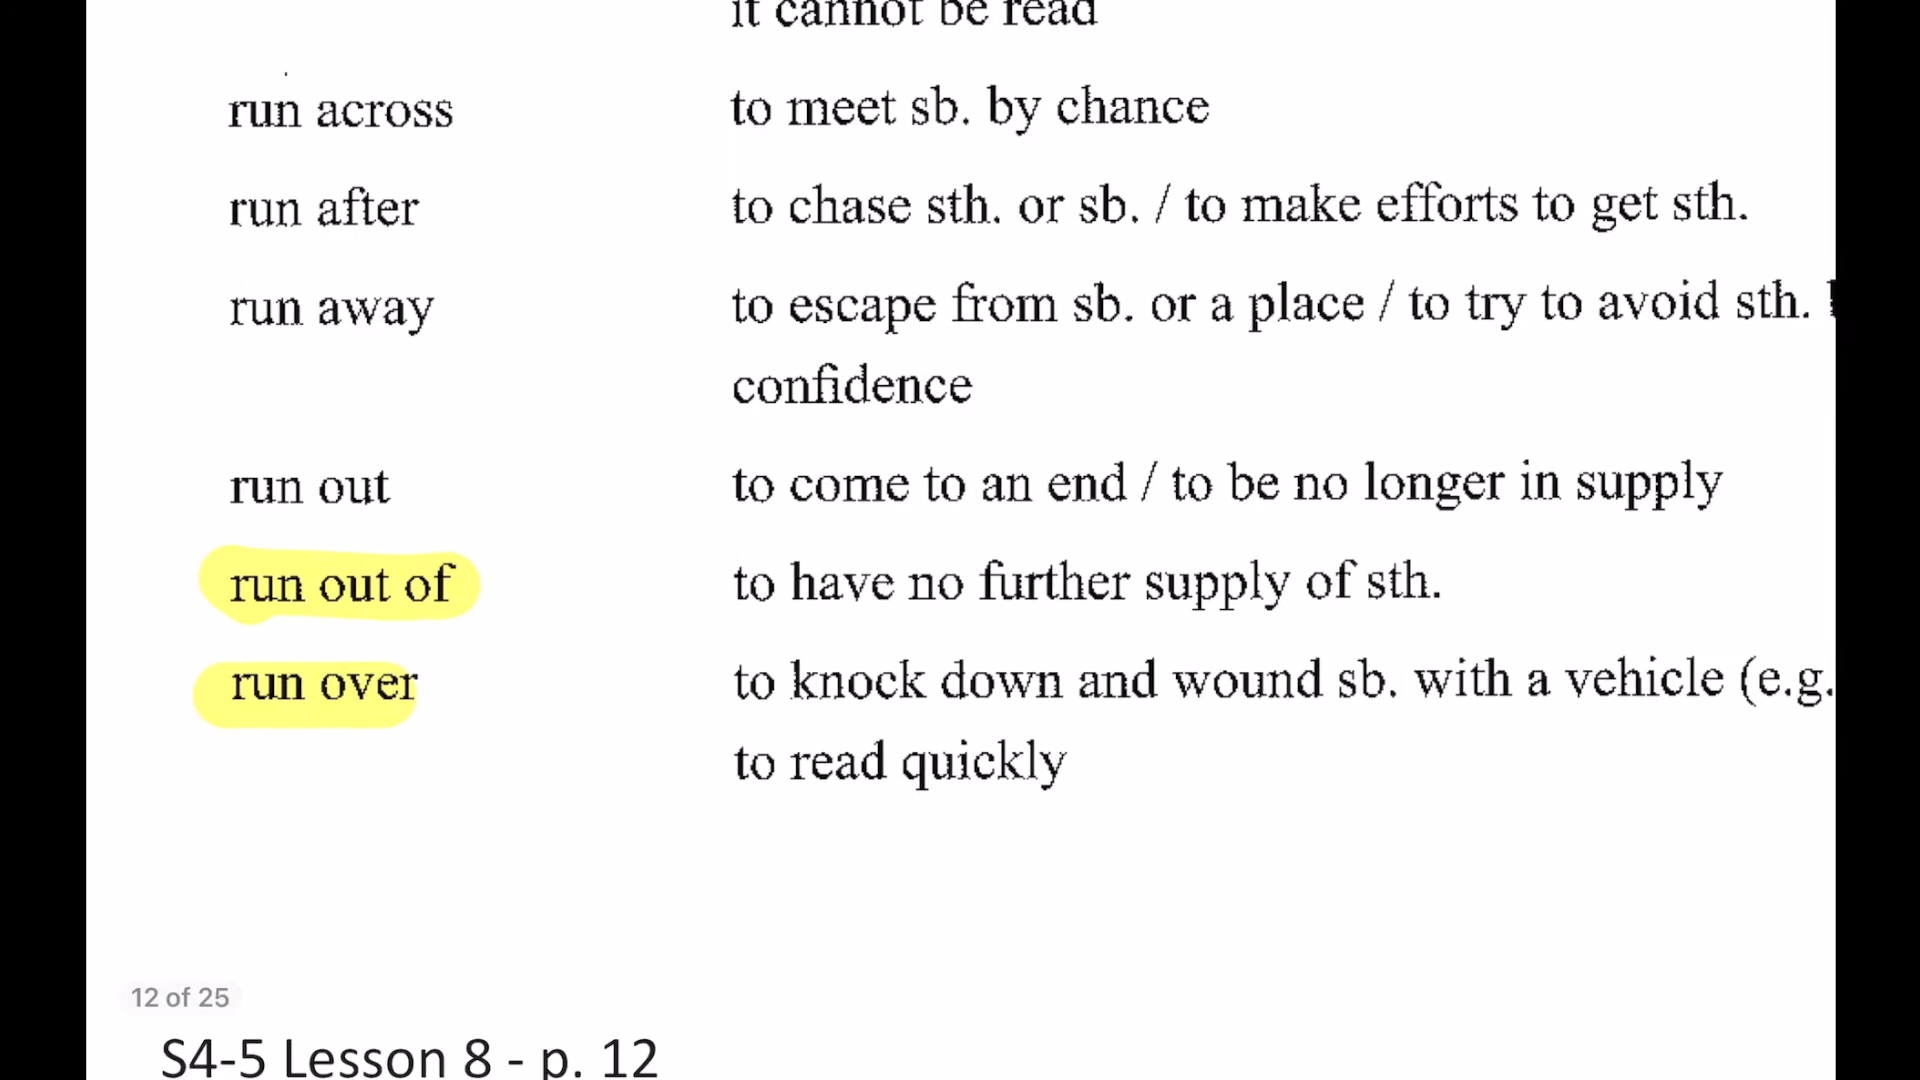 it cannot be read
run across to meet sb. by chance
run after to chase sth. or sb. / to make efforts to get sth.
run away to escape from sb. or a place / to try to avoid sth.
confidence
run out to come to an end / to be no longer in supply
run out of to have no further supply of sth.
run over to knock down and wound sb. with a vehicle (e.g.
to read quickly
12 of 25
S4-5 Lesson 8 - p. 12